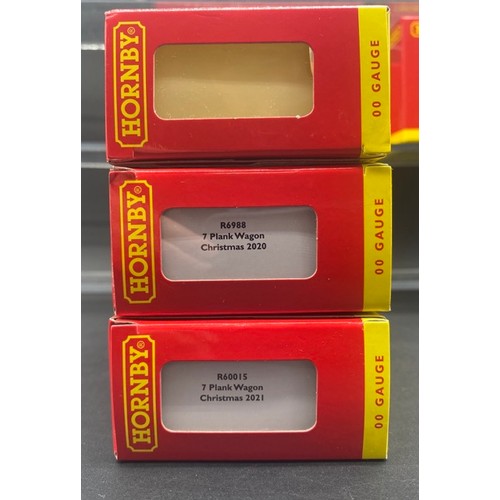 HORNBY®
00 GAUGE
HORNBY®
R6988
7 Plank Wagon
Christmas 2020
00 GAUGE
HORNBY®
R60015
7 Plank Wagon
Christmas 2021
00 GAUGE